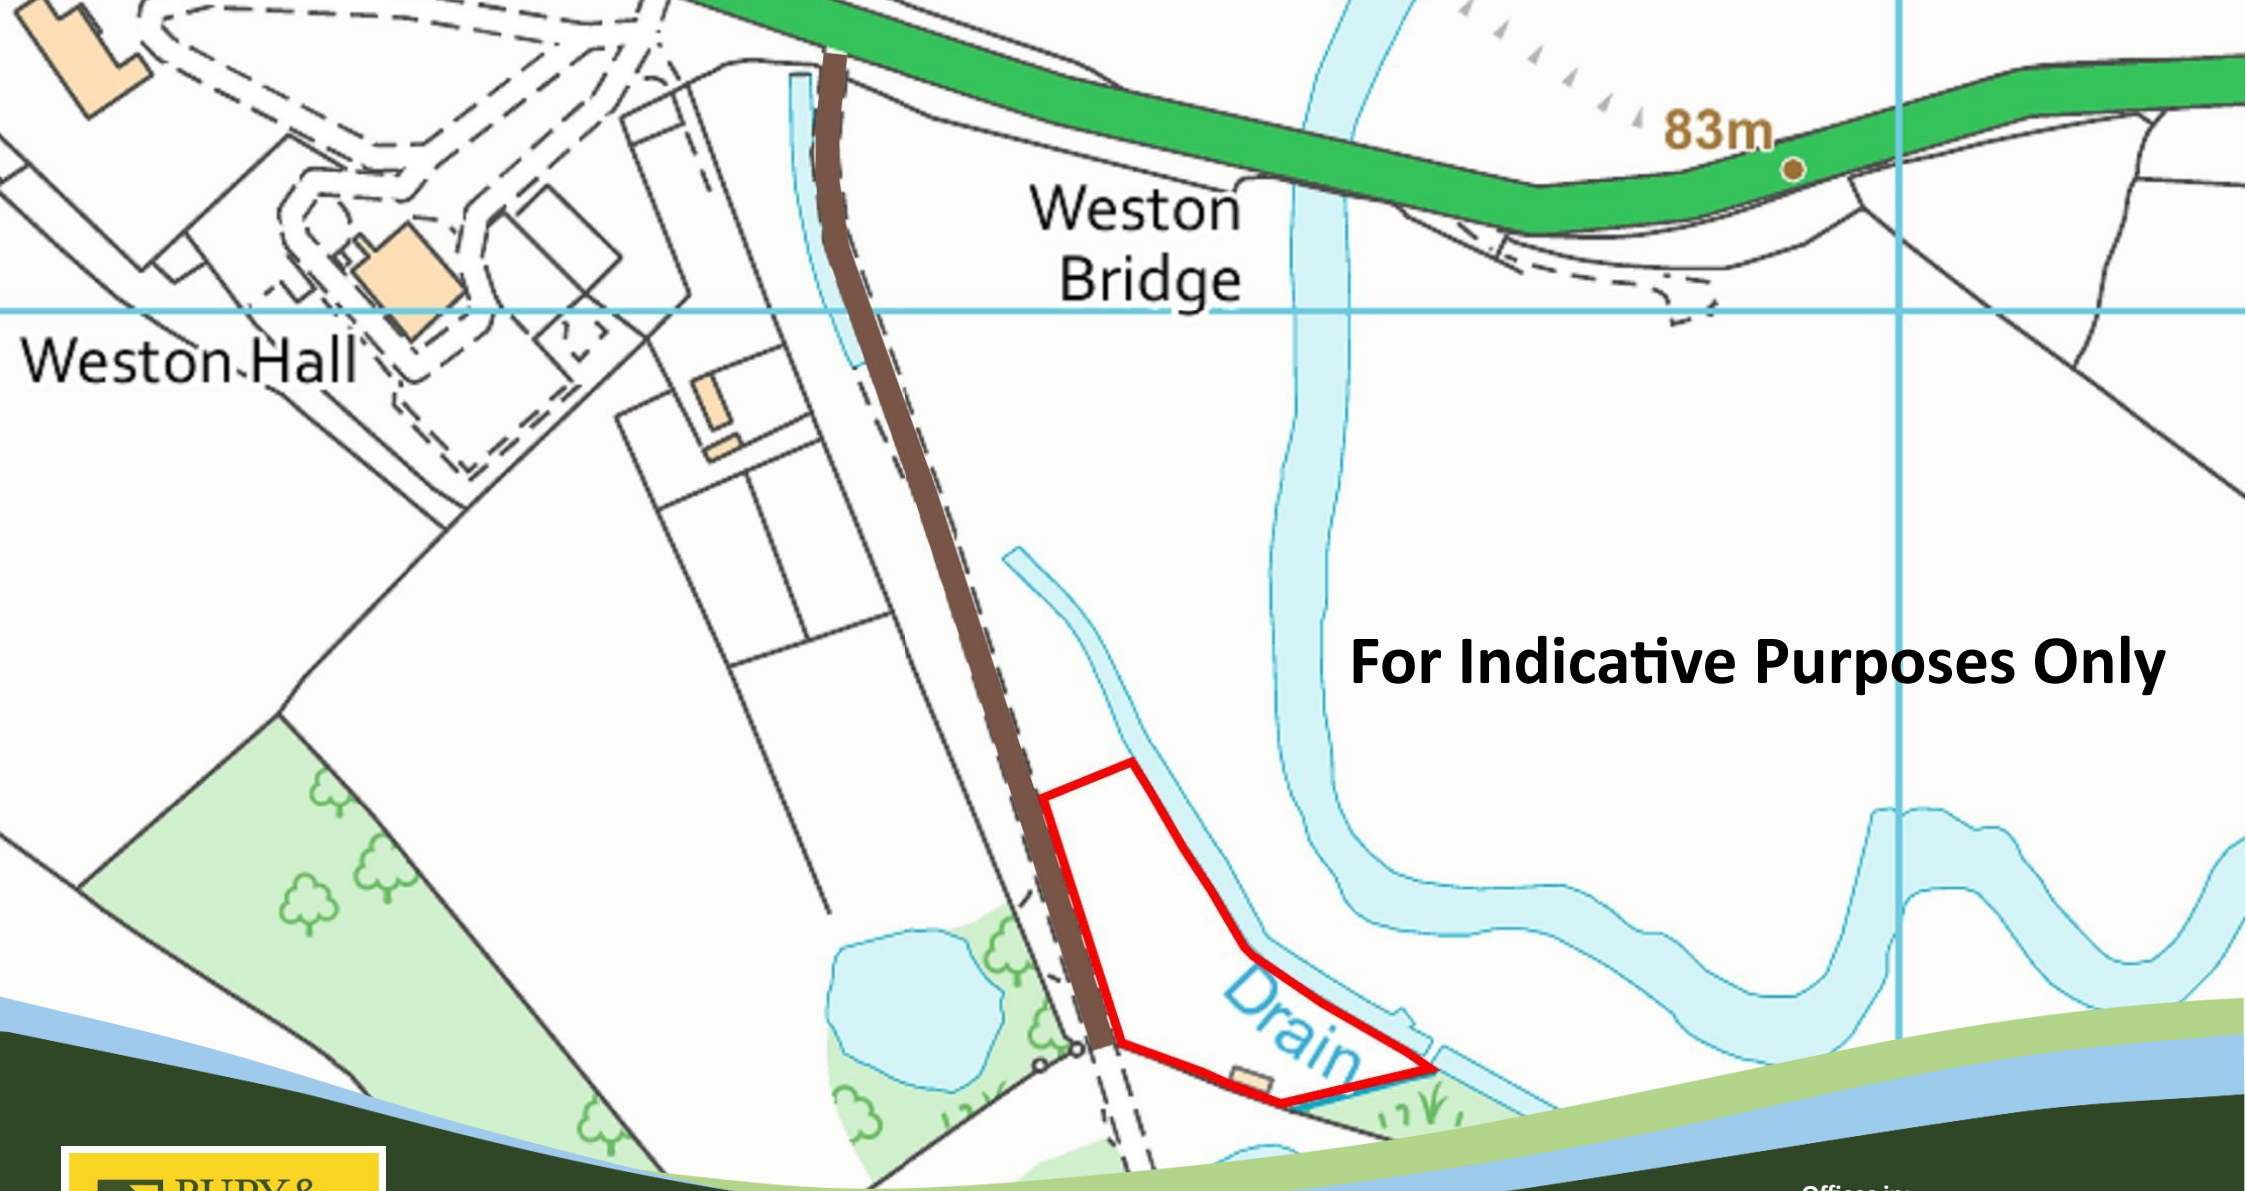 83m
Weston
Bridge
Weston Hall
For Indicative Purposes Only
Drain